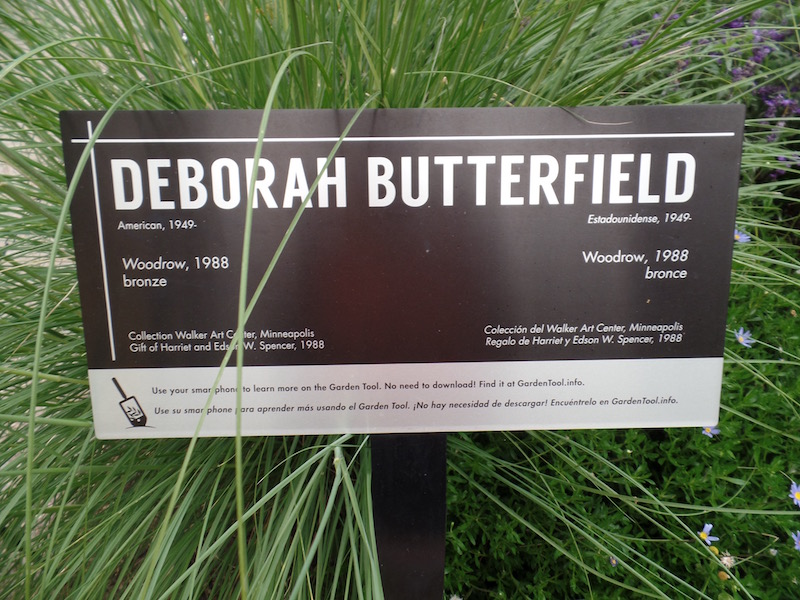 DEBORAH BUTTERFIELD
American, 1949-
Estadounidense, 1949-
Woodrow, 1988
bronze
Woodrow, 1988
bronce
Collection Walker Art Center, Minneapolis
Gift of Harriet and Edson W. Spencer, 1988
Colección del Walker Art Center, Minneapolis
Regalo de Harriet y Edson W. Spencer, 1988
Use your smartphone to learn more on the Garden Tool. No need to download! Find it at GardenTool.info.
Use su smartphone para aprender más usando el Garden Tool. ¡No hay necesidad de descargar! Encuéntrelo en GardenTool.info.